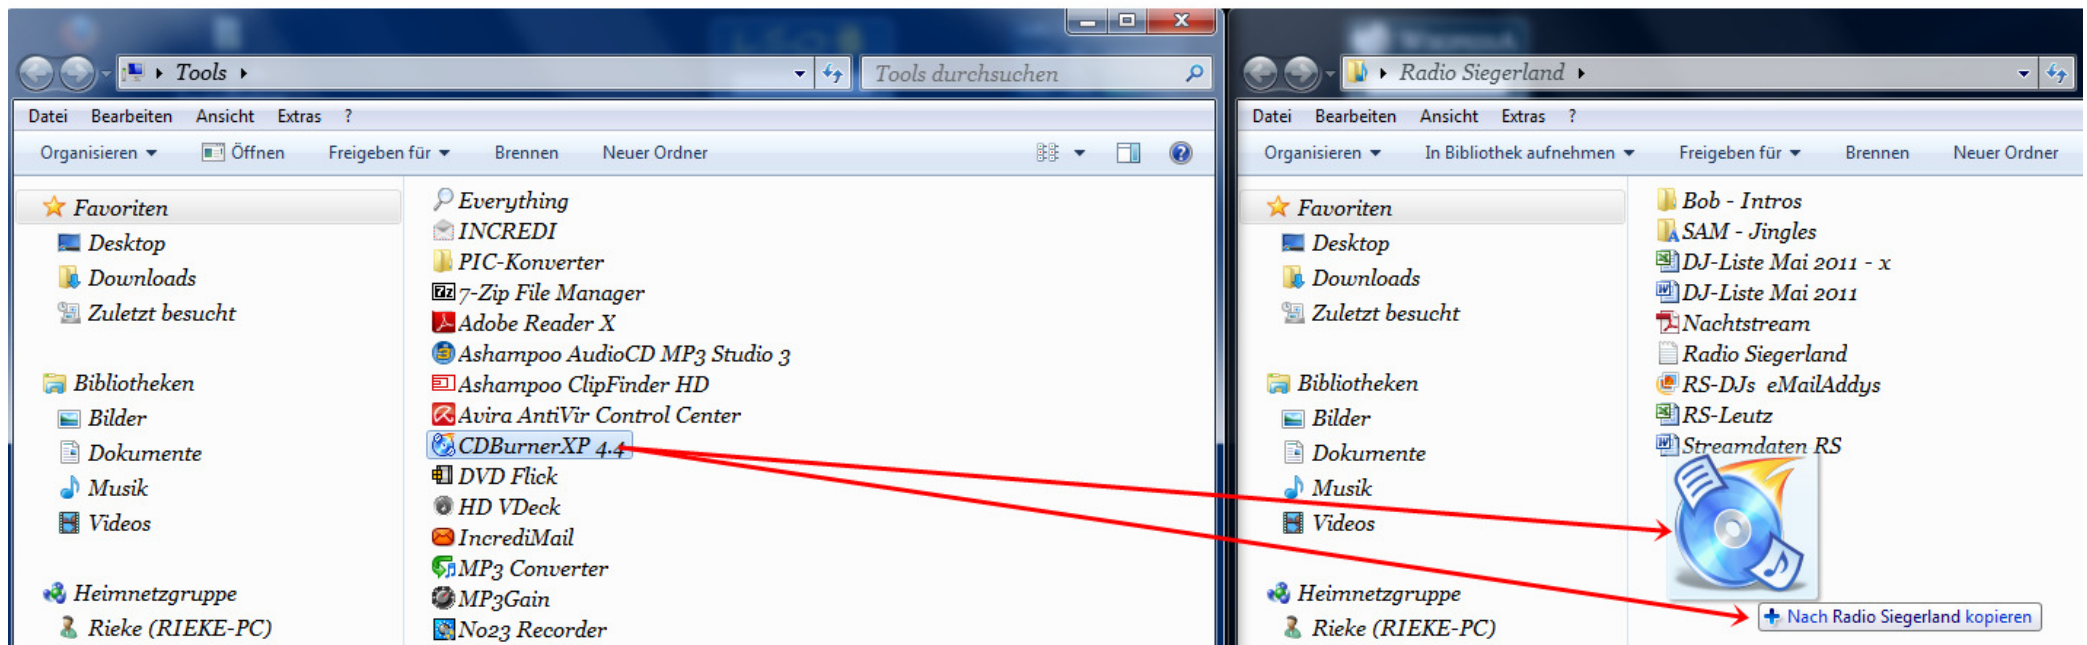 Tools
Tools durchsuchen
Datei Bearbeiten Ansicht Extras ?
Organisieren Öffnen Freigeben für Brennen Neuer Ordner
Favoriten
Desktop
Downloads
Zuletzt besucht
Bibliotheken
Bilder
Dokumente
Musik
Videos
Heimnetzgruppe
Rieke (RIEKE-PC)
Everything
INCREDI
PIC-Konverter
7-Zip File Manager
Adobe Reader X
Ashampoo AudioCD MP3 Studio 3
Ashampoo ClipFinder HD
Avira AntiVir Control Center
CDBurnerXP 4.4
DVD Flick
HD VDeck
IncrediMail
MP3 Converter
MP3Gain
No23 Recorder
Radio Siegerland
Datei Bearbeiten Ansicht Extras ?
Organisieren In Bibliothek aufnehmen Freigeben für Brennen Neuer Ordner
Favoriten
Desktop
Downloads
Zuletzt besucht
Bibliotheken
Bilder
Dokumente
Musik
Videos
Heimnetzgruppe
Rieke (RIEKE-PC)
Bob - Intros
SAM - Jingles
DJ-Liste Mai 2011 - x
DJ-Liste Mai 2011
Nachtstream
Radio Siegerland
RS-DJs eMailAddys
RS-Leutz
Streamdaten RS
Nach Radio Siegerland kopieren